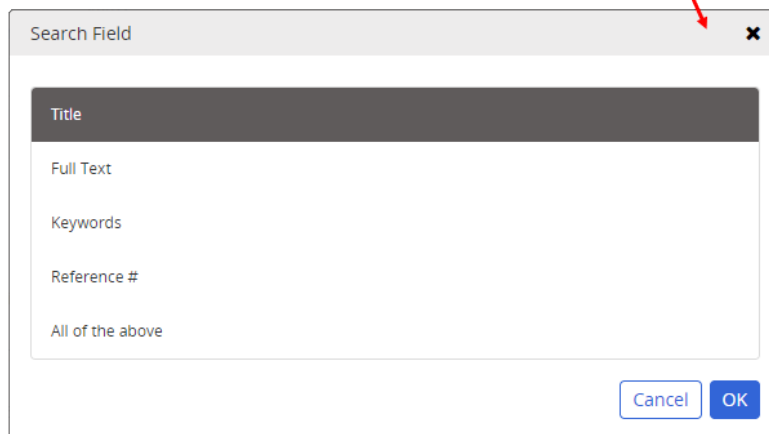 Search Field
Title
Full Text
Keywords
Reference #
All of the above
Cancel OK